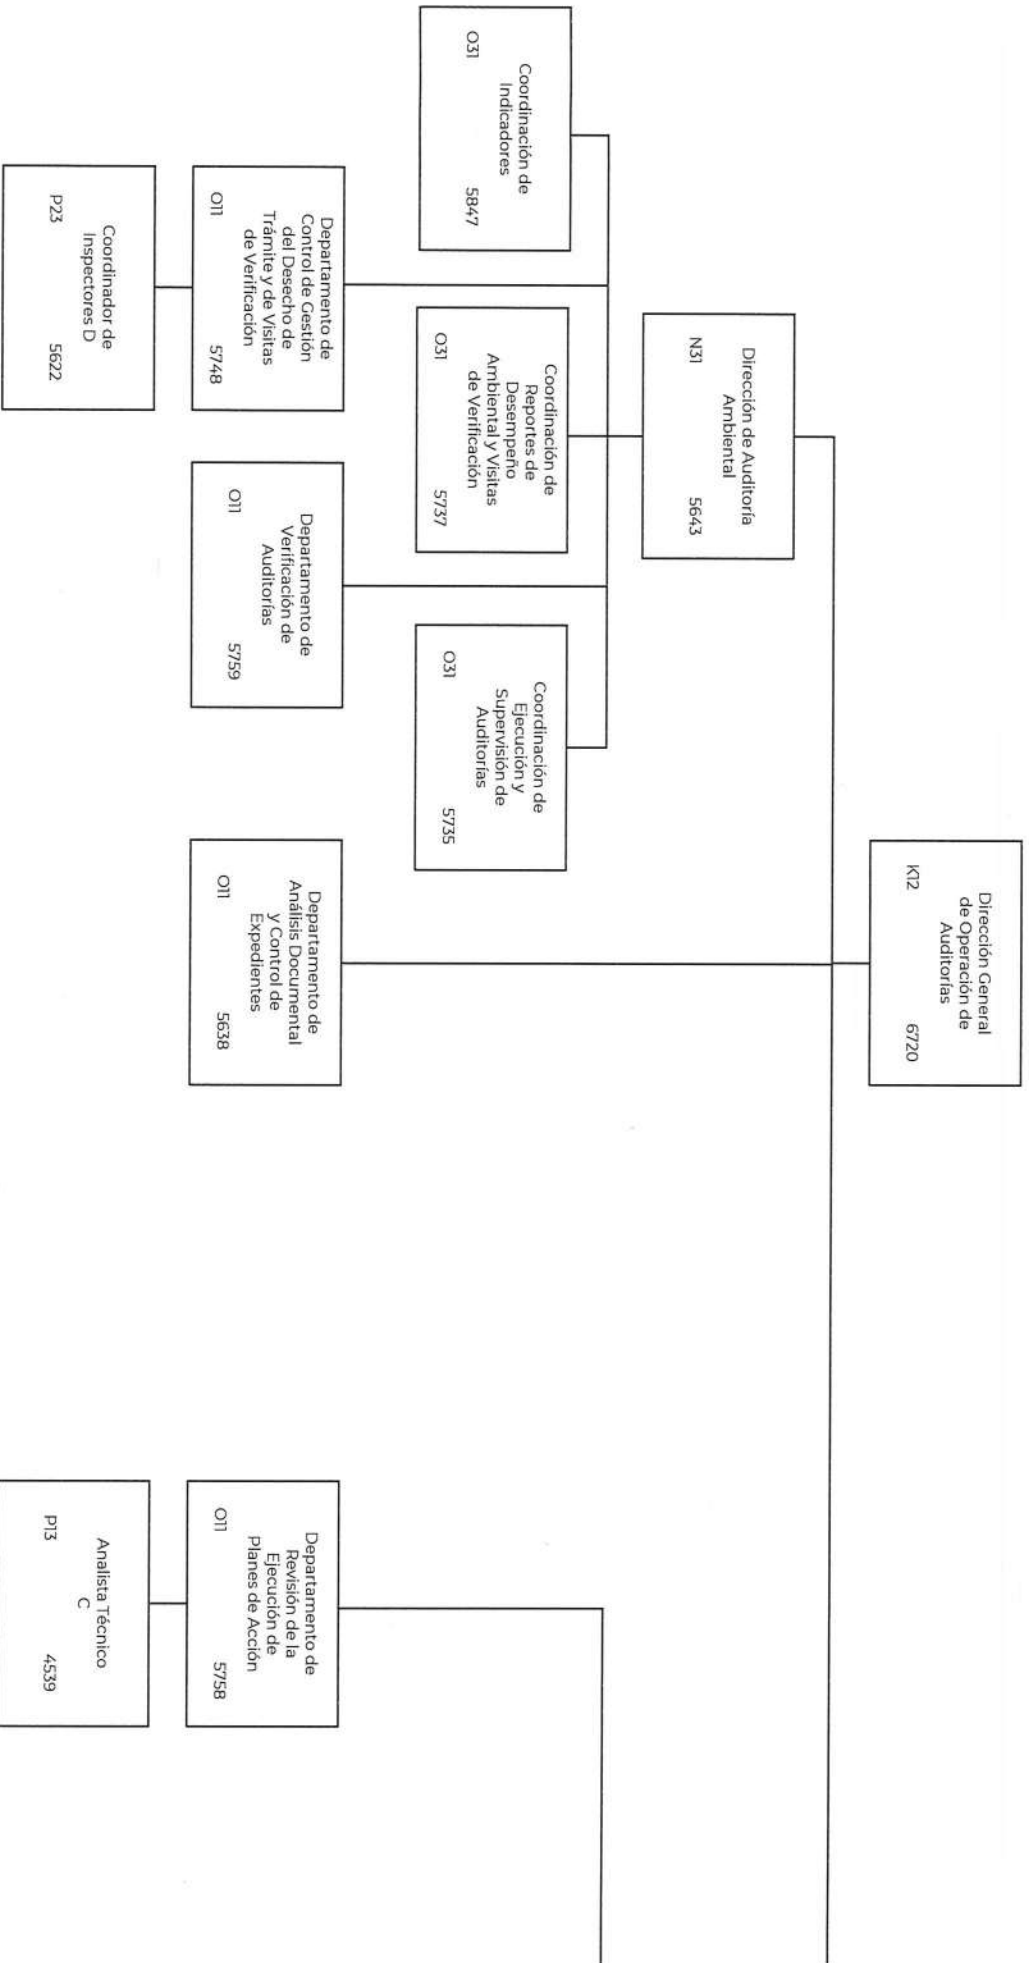 Dirección General
de Operación de
Auditorías
K12
6720
Dirección de Auditoría
Ambiental
N31
5643
Coordinación de
Indicadores
O31
5847
Coordinación de
Reportes de
Desempeño
Ambiental y Visitas
de Verificación
O31
5737
Coordinación de
Ejecución y
Supervisión de
Auditorías
O31
5735
Departamento de
Control de Gestión
del Desecho de
Trámite y de Visitas
de Verificación
O11
5748
Departamento de
Verificación de
Auditorías
O11
5759
Departamento de
Análisis Documental
y Control de
Expedientes
O11
5638
Departamento de
Revisión de la
Ejecución de
Planes de Acción
O11
5758
Coordinador de
Inspectores D
P23
5622
Analista Técnico
C
P13
4539